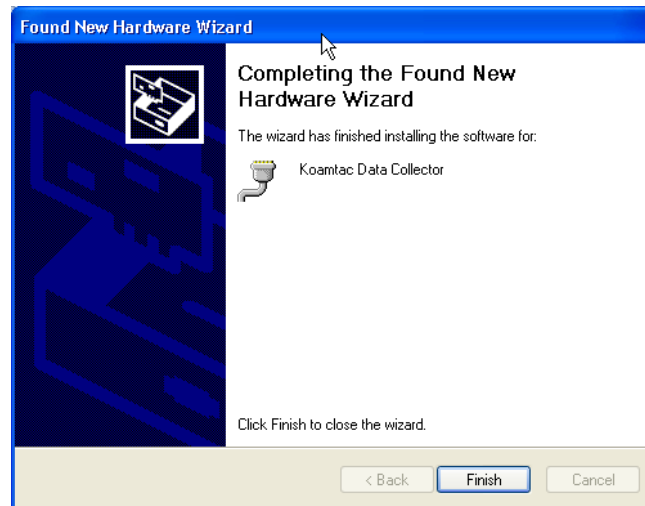 Found New Hardware Wizard
Completing the Found New
Hardware Wizard
The wizard has finished installing the software for:
Koamtac Data Collector
Click Finish to close the wizard.
< Back
Finish
Cancel